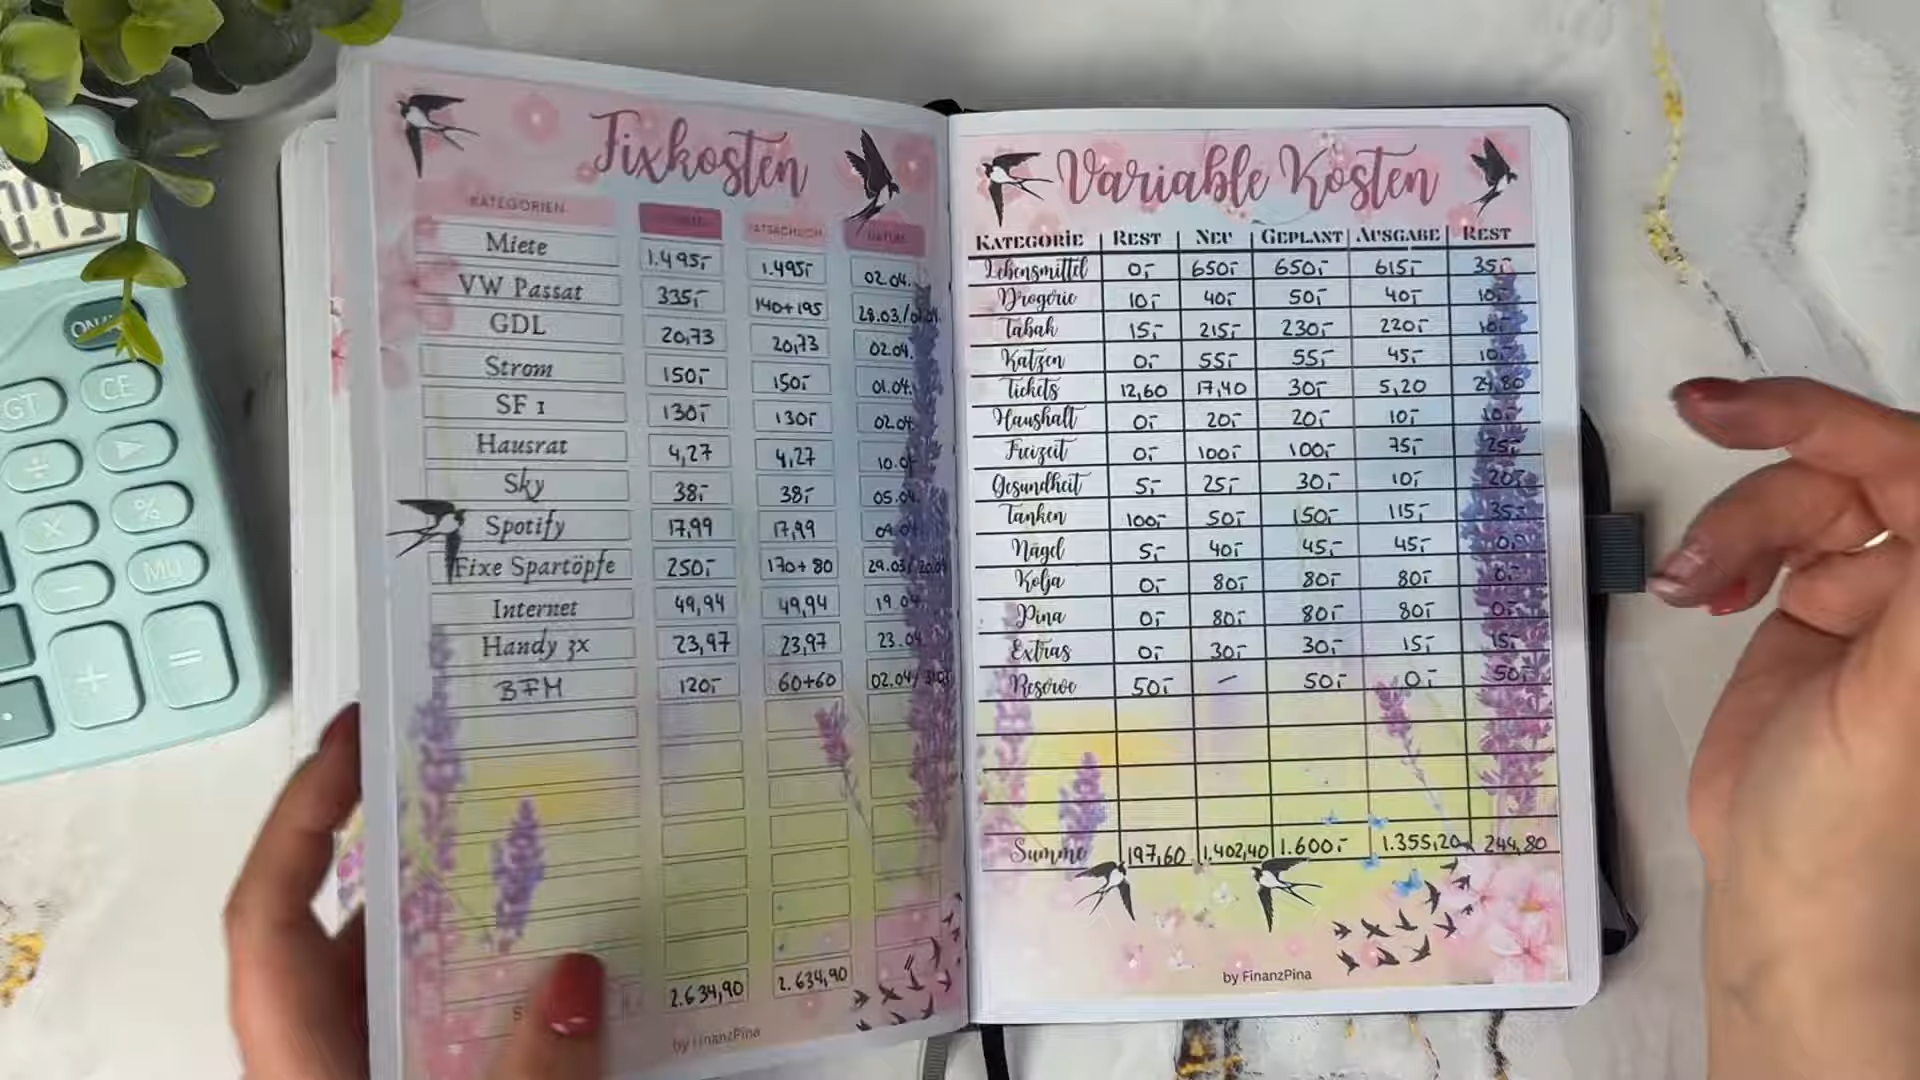 Fixkosten
KATEGORIEN
Miete 1.495,- 1.495,- 02.04.
VW Passat 335,- 140+195 28.03./
GDL 20,73 20,73 02.04.
Strom 150,- 150,- 01.04.
SF 1 130,- 130,- 02.04
Hausrat 4,27 4,27 10.0
Sky 38,- 38,- 05.04
Spotify 17,99 17,99
Fixe Spartöpfe 250,- 170+80 29.03/
Internet 49,94 49,94 19.04
Handy 3x 23,97 23,97 23.04
BFM 120,- 60+60 02.04/
2.634,90 2.634,90
by FinanzPina
Variable Kosten
KATEGORIE REST NEU GEPLANT AUSGABE REST
Lebensmittel 0,- 650,- 650,- 615,- 35,-
Drogerie 10,- 40,- 50,- 40,- 10,-
Tabak 15,- 215,- 230,- 220,- 10,-
Katzen 0,- 55,- 55,- 45,- 10,-
Tickets 12,60 17,40 30,- 5,20 24,80
Haushalt 0,- 20,- 20,- 10,- 10,-
Freizeit 0,- 100,- 100,- 75,- 25,-
Gesundheit 5,- 25,- 30,- 10,- 20,-
Tanken 100,- 50,- 150,- 115,- 35,-
Nägel 5,- 40,- 45,- 45,- 0,-
Kolja 0,- 80,- 80,- 80,- 0,-
Pina 0,- 80,- 80,- 80,- 0,-
Extras 0,- 30,- 30,- 15,- 15,-
Reserve 50,- - 50,- 0,- 50,-
Summe 197,60 1.402,40 1.600,- 1.355,20 244,80
by FinanzPina
CE
GT
%
MU